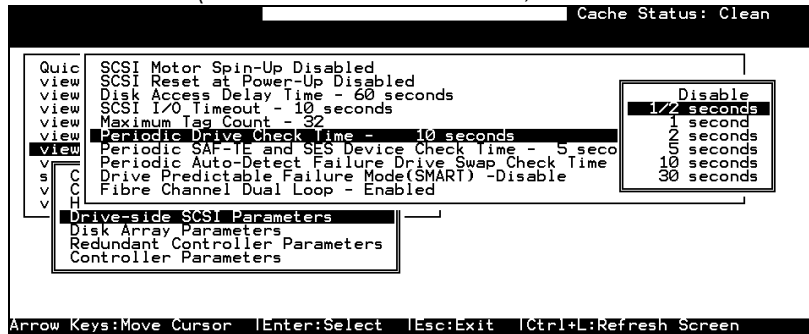 Cache Status: Clean
Quic
view
view
view
view
view
view
v
s
v
v
SCSI Motor Spin-Up Disabled
SCSI Reset at Power-Up Disabled
Disk Access Delay Time - 60 seconds
SCSI I/O Timeout - 10 seconds
Maximum Tag Count - 32
Periodic Drive Check Time - 10 seconds
Periodic SAF-TE and SES Device Check Time - 5 seco
Periodic Auto-Detect Failure Drive Swap Check Time
Drive Predictable Failure Mode(SMART) -Disable
Fibre Channel Dual Loop - Enabled
Disable
1/2 seconds
1 second
2 seconds
5 seconds
10 seconds
30 seconds
C
C
H
Drive-side SCSI Parameters
Disk Array Parameters
Redundant Controller Parameters
Controller Parameters
Arrow Keys:Move Cursor |Enter:Select |Esc:Exit |Ctrl+L:Refresh Screen